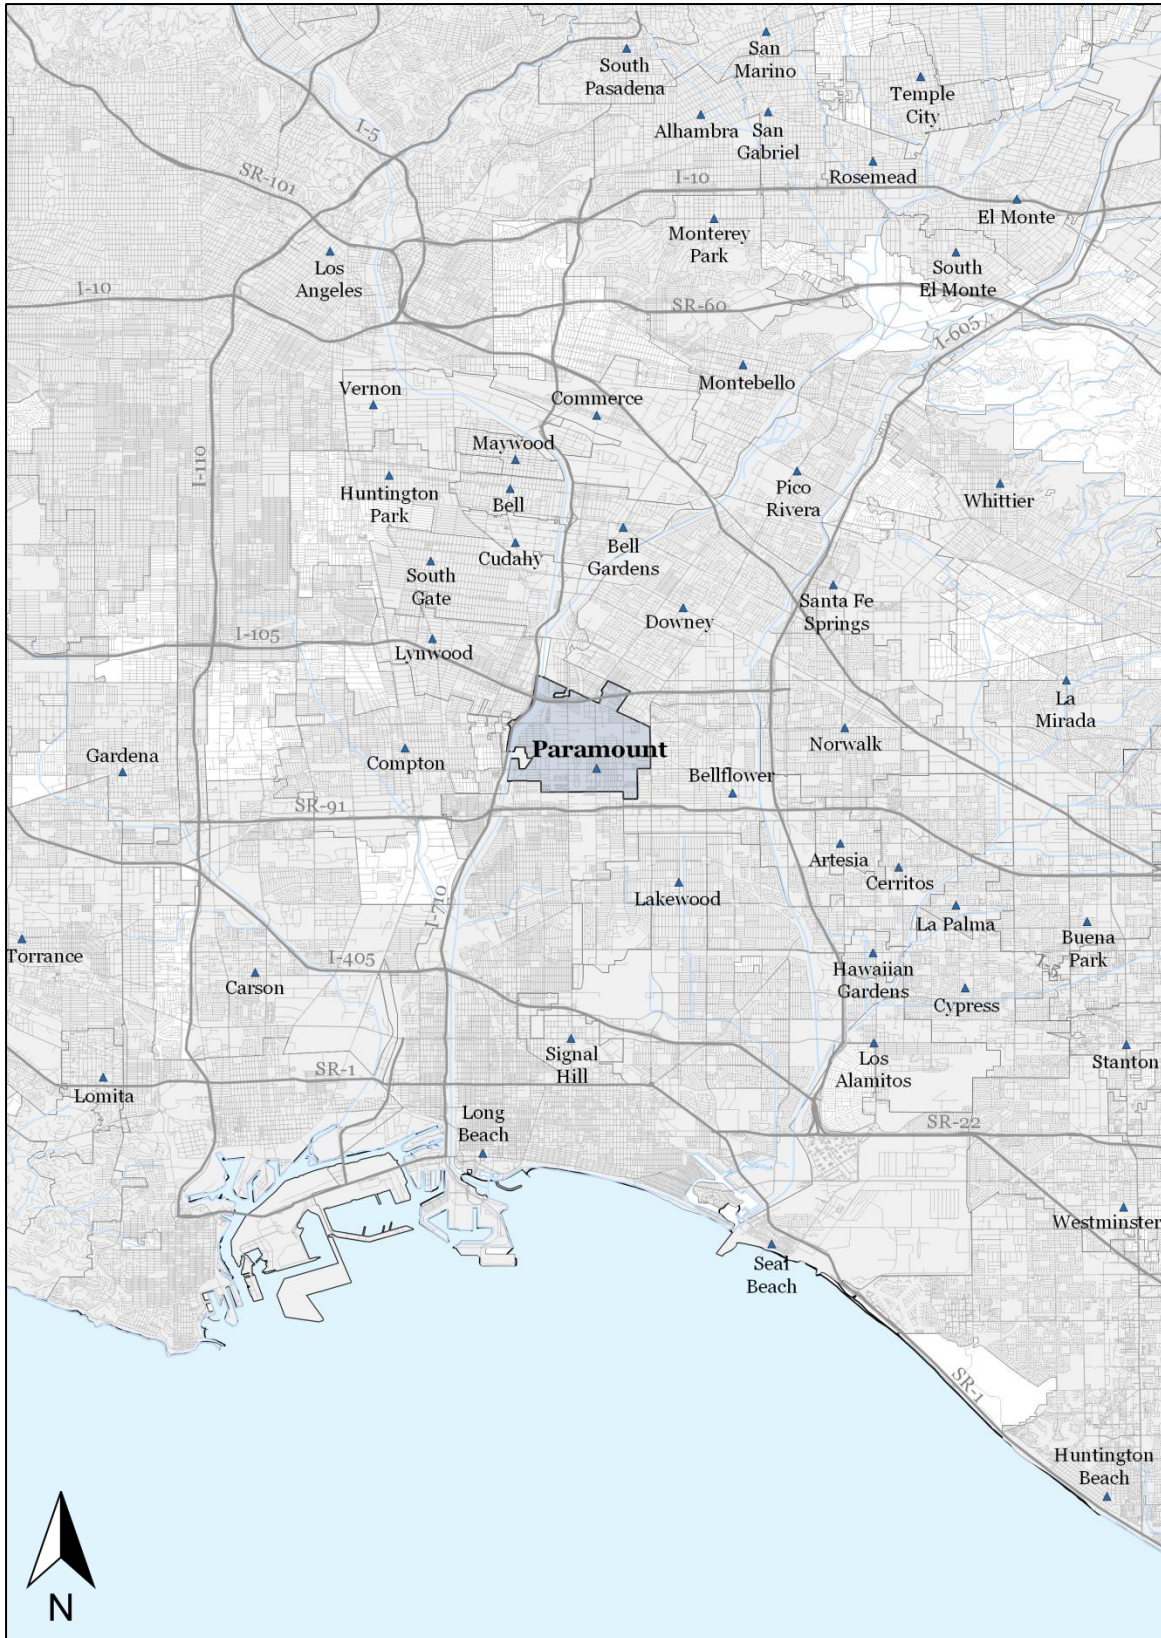 San
Marino
South
Pasadena
Temple
City
Alhambra
San
Gabriel
I-5
SR-101
Rosemead
I-10
El Monte
Monterey
Park
Los
Angeles
South
El Monte
I-10
SR-60
I-605
Montebello
Vernon
Commerce
Maywood
I-110
Huntington
Park
Bell
Pico
Rivera
Whittier
Cudahy
Bell
Gardens
South
Gate
Santa Fe
Springs
Downey
I-105
Lynwood
La
Mirada
Gardena
Compton
Paramount
Norwalk
Bellflower
SR-91
Artesia
Cerritos
Lakewood
I-710
La Palma
Torrance
Buena
Park
I-405
Carson
Hawaiian
Gardens
I-5
Cypress
Signal
Hill
Los
Alamitos
Stanton
SR-1
Lomita
Long
Beach
SR-22
Westminster
Seal
Beach
SR-1
Huntington
Beach
N